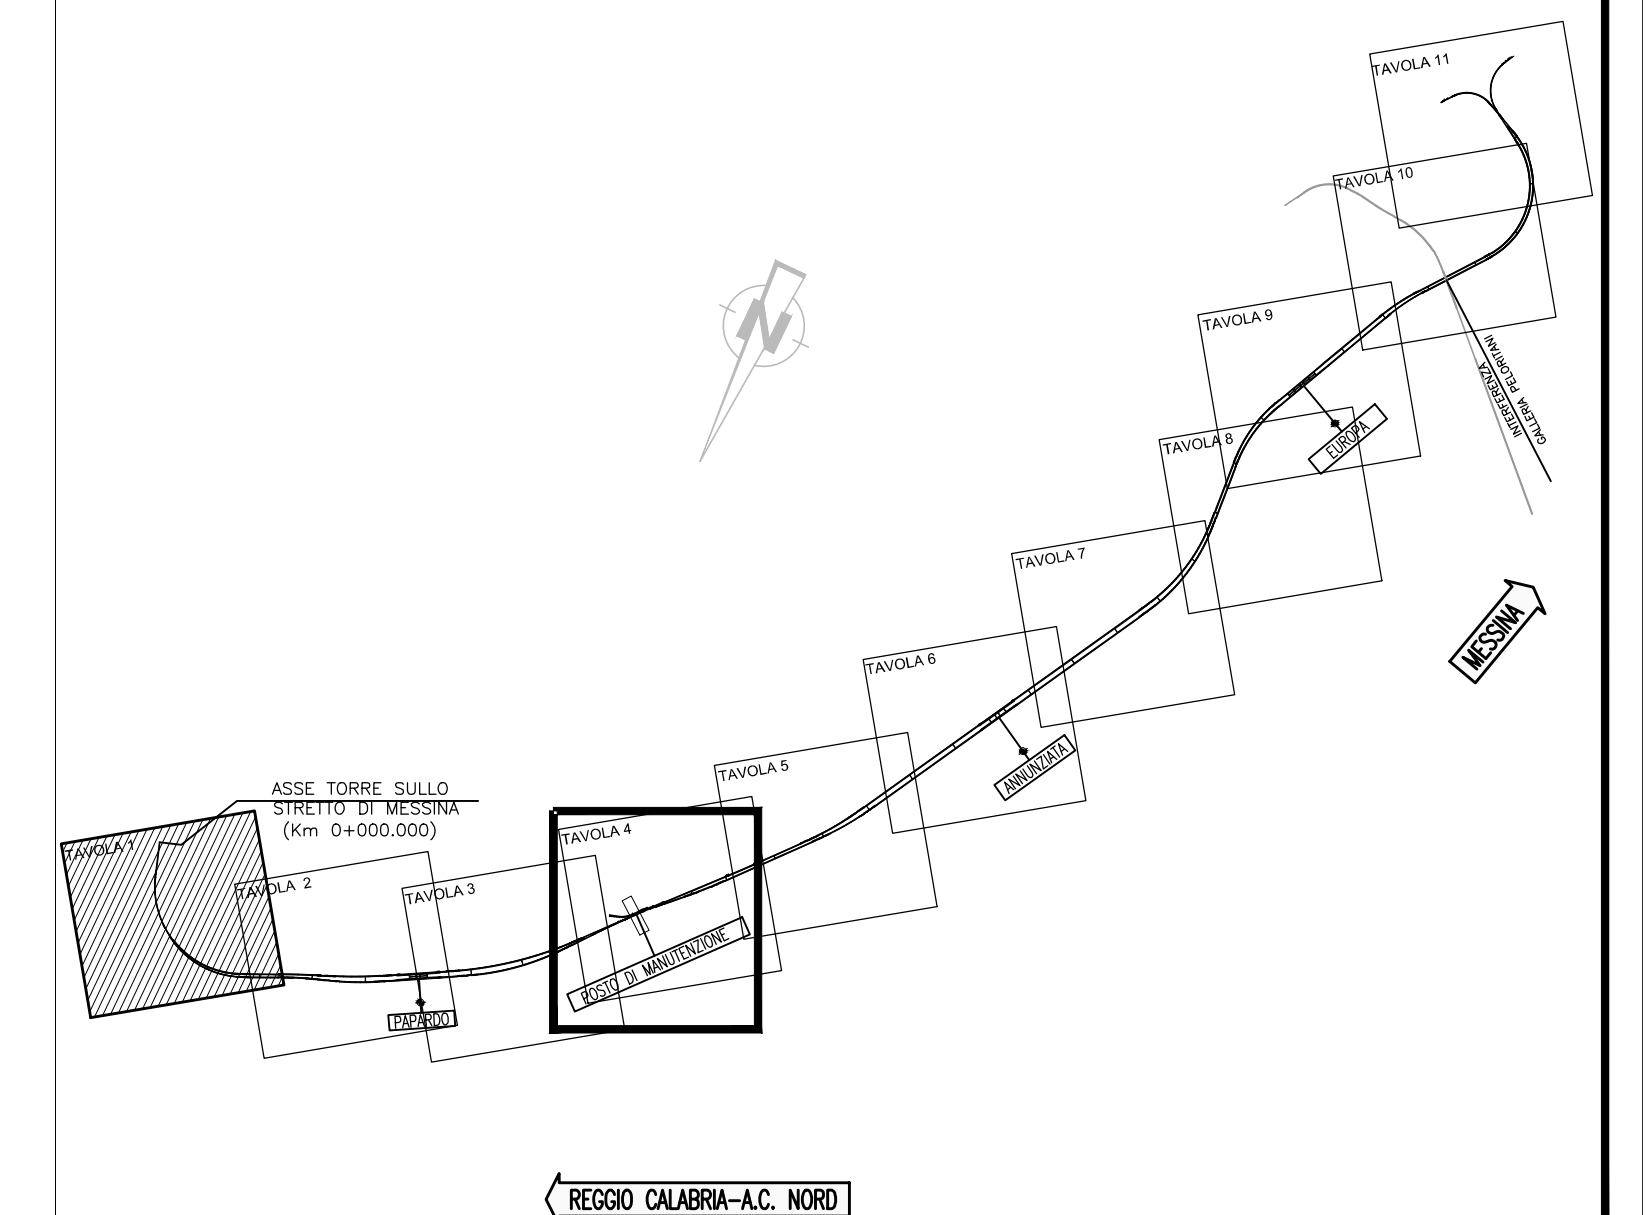 TAVOLA 11
TAVOLA 10
TAVOLA 9
N
INTERFERENZA
GALLERIA PELORITANI
TAVOLA 8
EUROPA
TAVOLA 7
MESSINA
TAVOLA 6
ANNUNZIATA
TAVOLA 5
ASSE TORRE SULLO
STRETTO DI MESSINA
(Km 0+000.000)
TAVOLA 4
TAVOLA 1
TAVOLA 2
TAVOLA 3
POSTO DI MANUTENZIONE
PAPARDO
REGGIO CALABRIA-A.C. NORD